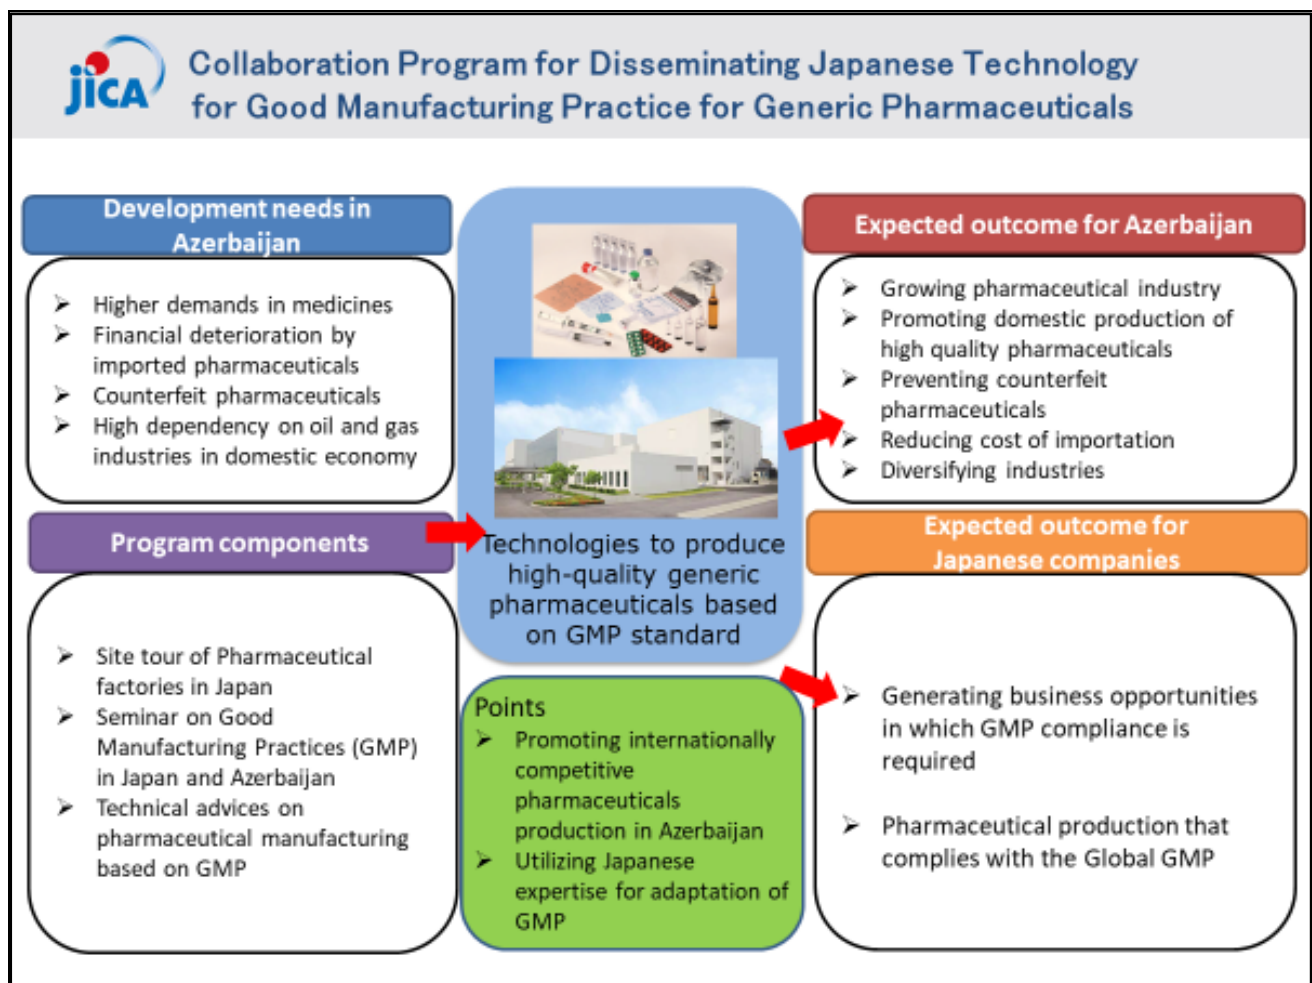 JICA
Collaboration Program for Disseminating Japanese Technology
for Good Manufacturing Practice for Generic Pharmaceuticals
Development needs in
Azerbaijan
➤ Higher demands in medicines
➤ Financial deterioration by
imported pharmaceuticals
➤ Counterfeit pharmaceuticals
➤ High dependency on oil and gas
industries in domestic economy
Program components
➤ Site tour of Pharmaceutical
factories in Japan
➤ Seminar on Good
Manufacturing Practices (GMP)
in Japan and Azerbaijan
➤ Technical advices on
pharmaceutical manufacturing
based on GMP
Technologies to produce
high-quality generic
pharmaceuticals based
on GMP standard
Points
➤ Promoting internationally
competitive
pharmaceuticals
production in Azerbaijan
➤ Utilizing Japanese
expertise for adaptation of
GMP
Expected outcome for Azerbaijan
➤ Growing pharmaceutical industry
➤ Promoting domestic production of
high quality pharmaceuticals
➤ Preventing counterfeit
pharmaceuticals
➤ Reducing cost of importation
➤ Diversifying industries
Expected outcome for
Japanese companies
➤ Generating business opportunities
in which GMP compliance is
required
➤ Pharmaceutical production that
complies with the Global GMP